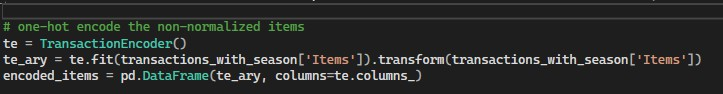 # one-hot encode the non-normalized items
te = TransactionEncoder()
te_ary = te.fit(transactions_with_season['Items']).transform(transactions_with_season['Items'])
encoded_items = pd.DataFrame(te_ary, columns=te.columns_)